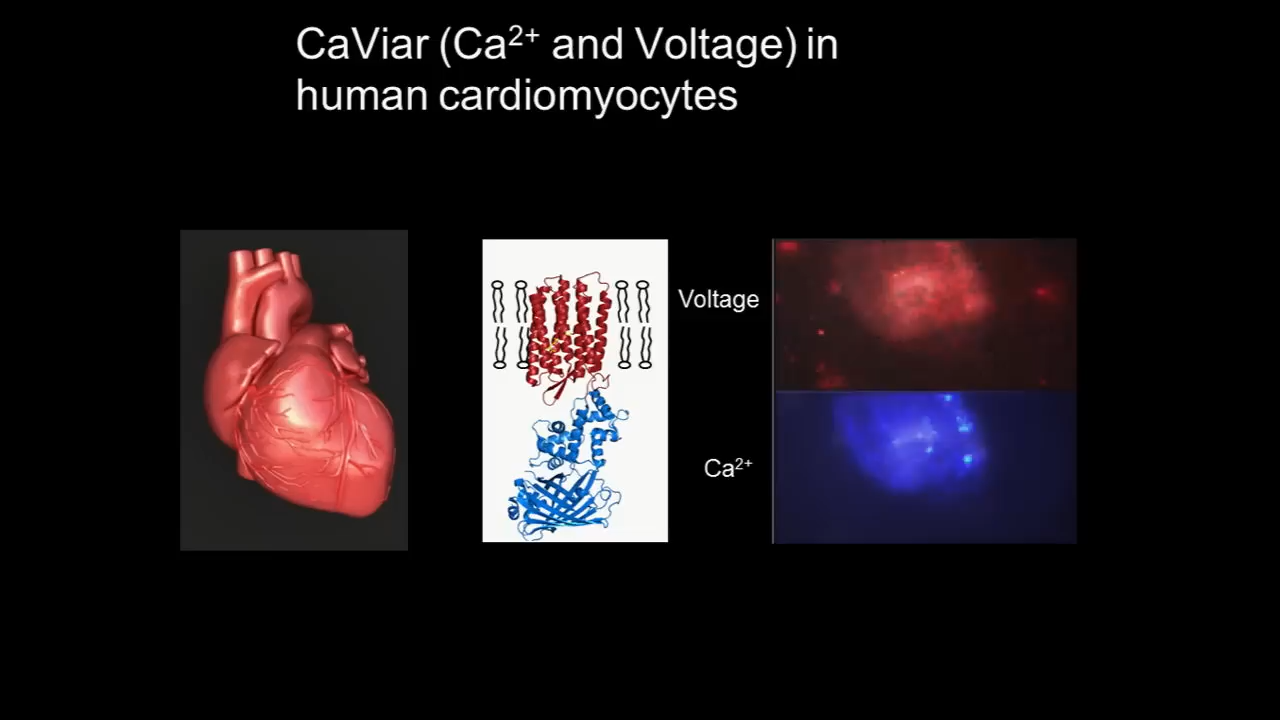 CaViar (Ca²⁺ and Voltage) in
human cardiomyocytes
Voltage
Ca²⁺